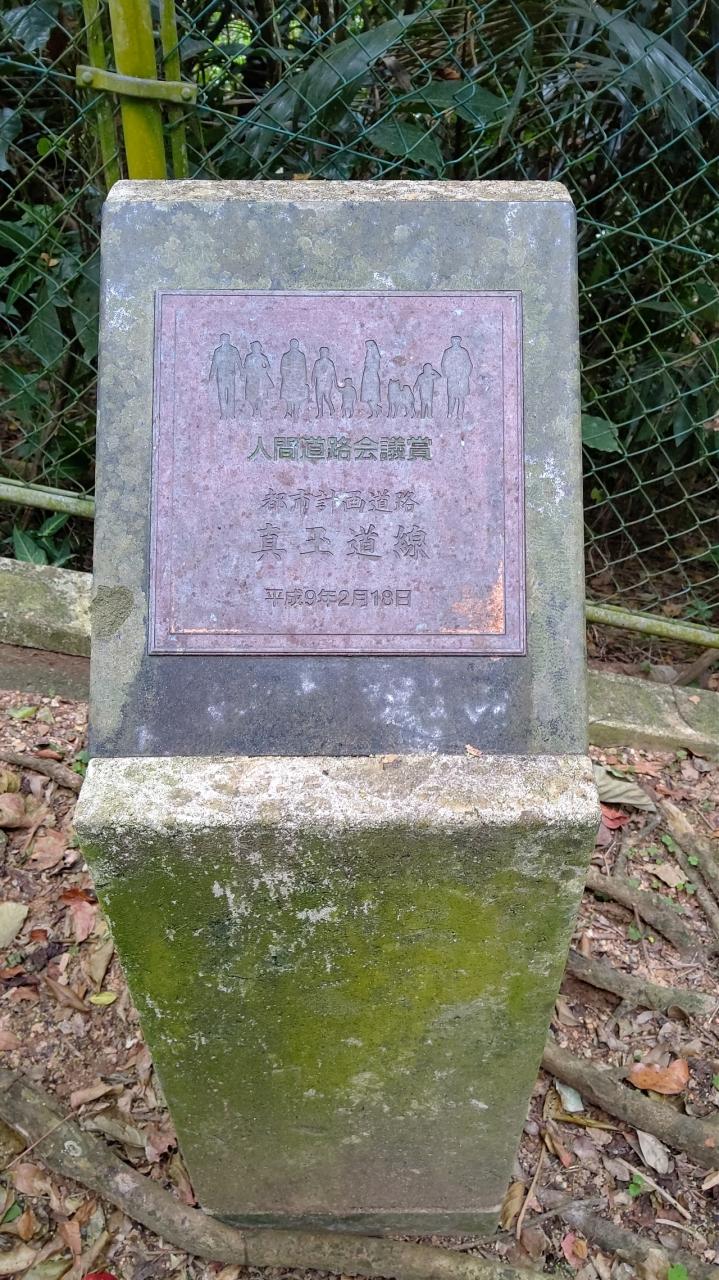 人間道路会議賞
都市計画道路
真玉道線
平成9年2月18日